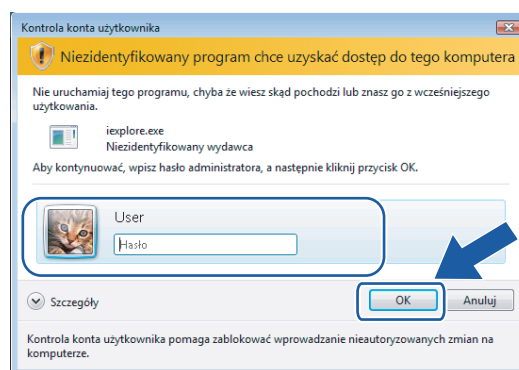 Kontrola konta użytkownika
Niezidentyfikowany program chce uzyskać dostęp do tego komputera
Nie uruchamiaj tego programu, chyba że wiesz skąd pochodzi lub znasz go z wcześniejszego
użytkowania.
iexplore.exe
Niezidentyfikowany wydawca
Aby kontynuować, wpisz hasło administratora, a następnie kliknij przycisk OK.
User
Hasło
Szczegóły
OK
Anuluj
Kontrola konta użytkownika pomaga zablokować wprowadzanie nieautoryzowanych zmian na
komputerze.